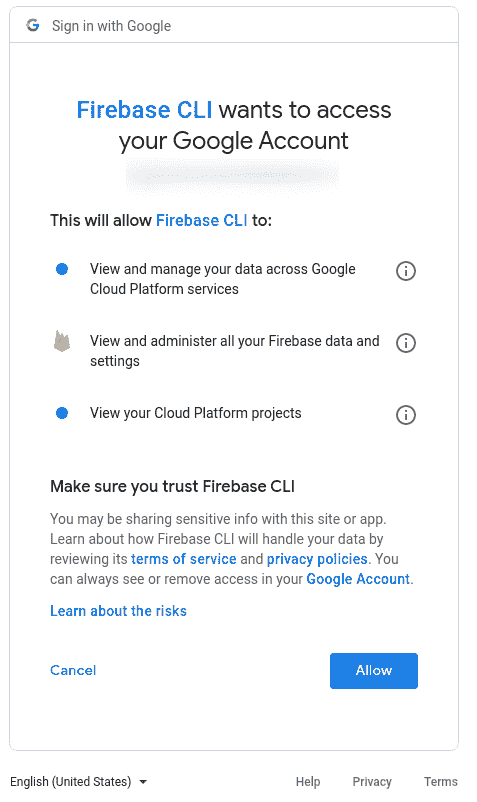 Sign in with Google
Firebase CLI wants to access
your Google Account
This will allow Firebase CLI to:
View and manage your data across Google
Cloud Platform services
View and administer all your Firebase data and
settings
View your Cloud Platform projects
Make sure you trust Firebase CLI
You may be sharing sensitive info with this site or app.
Learn about how Firebase CLI will handle your data by
reviewing its terms of service and privacy policies. You
can always see or remove access in your Google Account.
Learn about the risks
Cancel
Allow
English (United States)
Help
Privacy
Terms